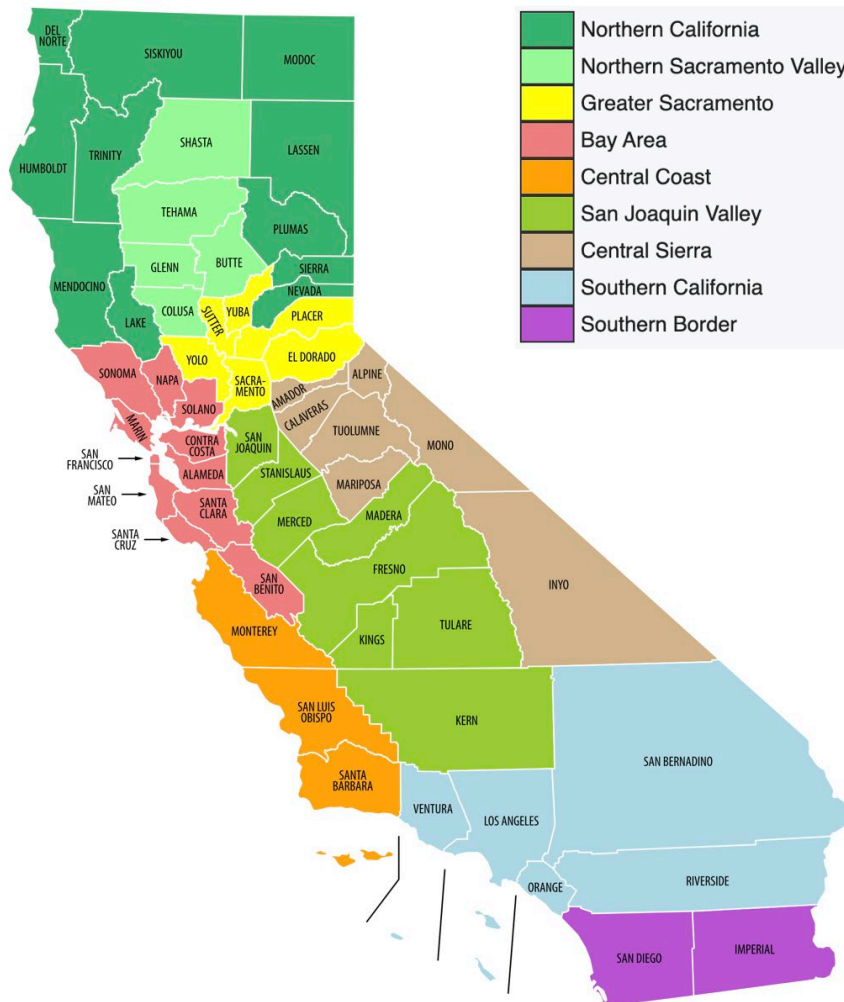 DEL
NORTE
SISKIYOU
MODOC
HUMBOLDT
TRINITY
SHASTA
LASSEN
TEHAMA
PLUMAS
GLENN
BUTTE
SIERRA
MENDOCINO
NEVADA
LAKE
COLUSA
SUTTER
YUBA
PLACER
YOLO
EL DORADO
SONOMA
NAPA
SACRA-
MENTO
ALPINE
AMADOR
SOLANO
CALAVERAS
MARIN
TUOLUMNE
MONO
SAN
FRANCISCO
CONTRA
COSTA
SAN
JOAQUIN
ALAMEDA
STANISLAUS
MARIPOSA
SAN
MATEO
SANTA
CLARA
MERCED
MADERA
SANTA
CRUZ
SAN
BENITO
FRESNO
INYO
MONTEREY
KINGS
TULARE
SAN LUIS
OBISPO
KERN
SANTA
BARBARA
VENTURA
LOS ANGELES
SAN BERNADINO
ORANGE
RIVERSIDE
SAN DIEGO
IMPERIAL
Northern California
Northern Sacramento Valley
Greater Sacramento
Bay Area
Central Coast
San Joaquin Valley
Central Sierra
Southern California
Southern Border